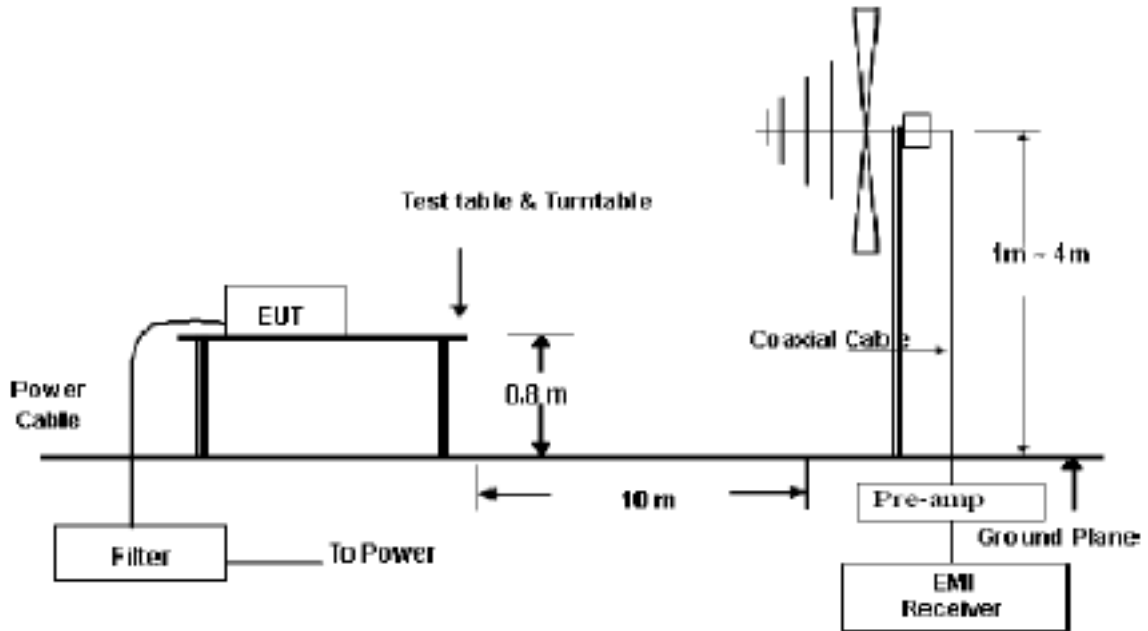 Test table & Turntable
1m ~ 4m
EUT
Coaxial Cable
Power
Cable
0.8 m
10 m
Pre-amp
Ground Plane
Filter
To Power
EMI
Receiver